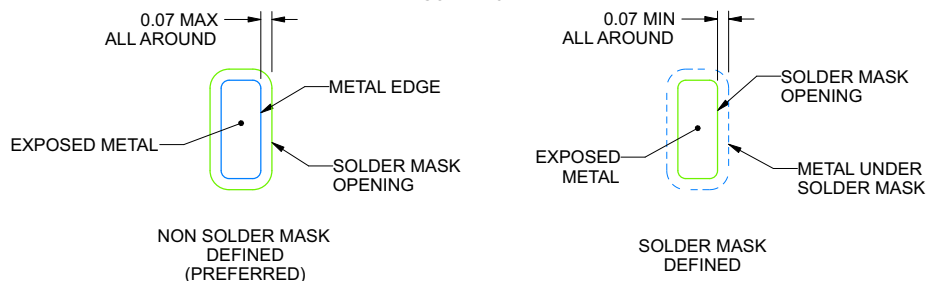 0.07 MAX
ALL AROUND
METAL EDGE
EXPOSED METAL
SOLDER MASK
OPENING
NON SOLDER MASK
DEFINED
(PREFERRED)
0.07 MIN
ALL AROUND
SOLDER MASK
OPENING
EXPOSED
METAL
METAL UNDER
SOLDER MASK
SOLDER MASK
DEFINED